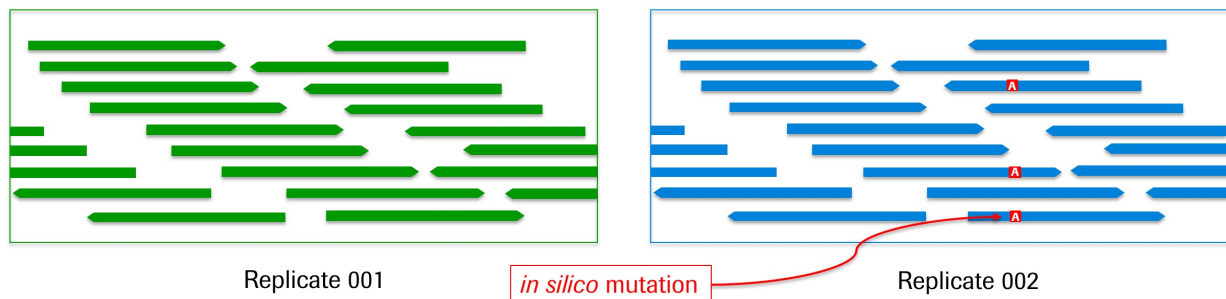 A
A
A
Replicate 001
in silico mutation
Replicate 002